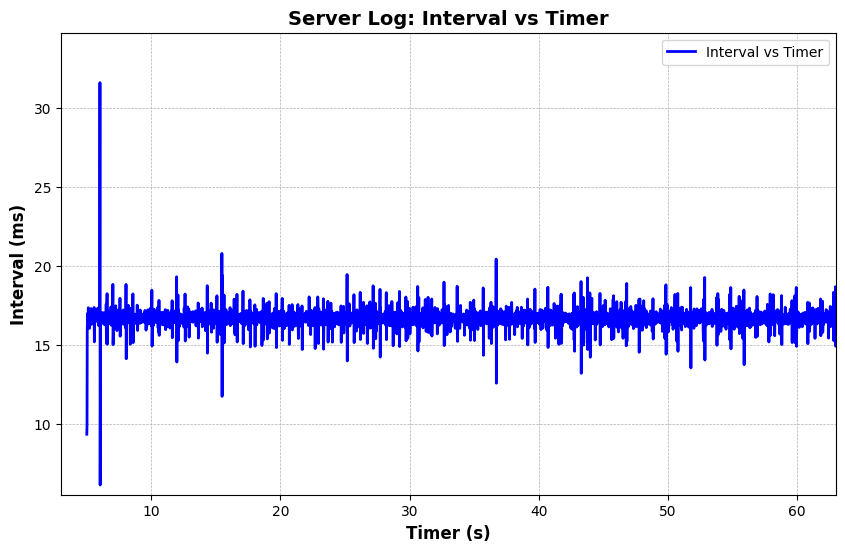 Server Log: Interval vs Timer
Interval vs Timer
30
25
20
15
10
Interval (ms)
10 20 30 40 50 60
Timer (s)